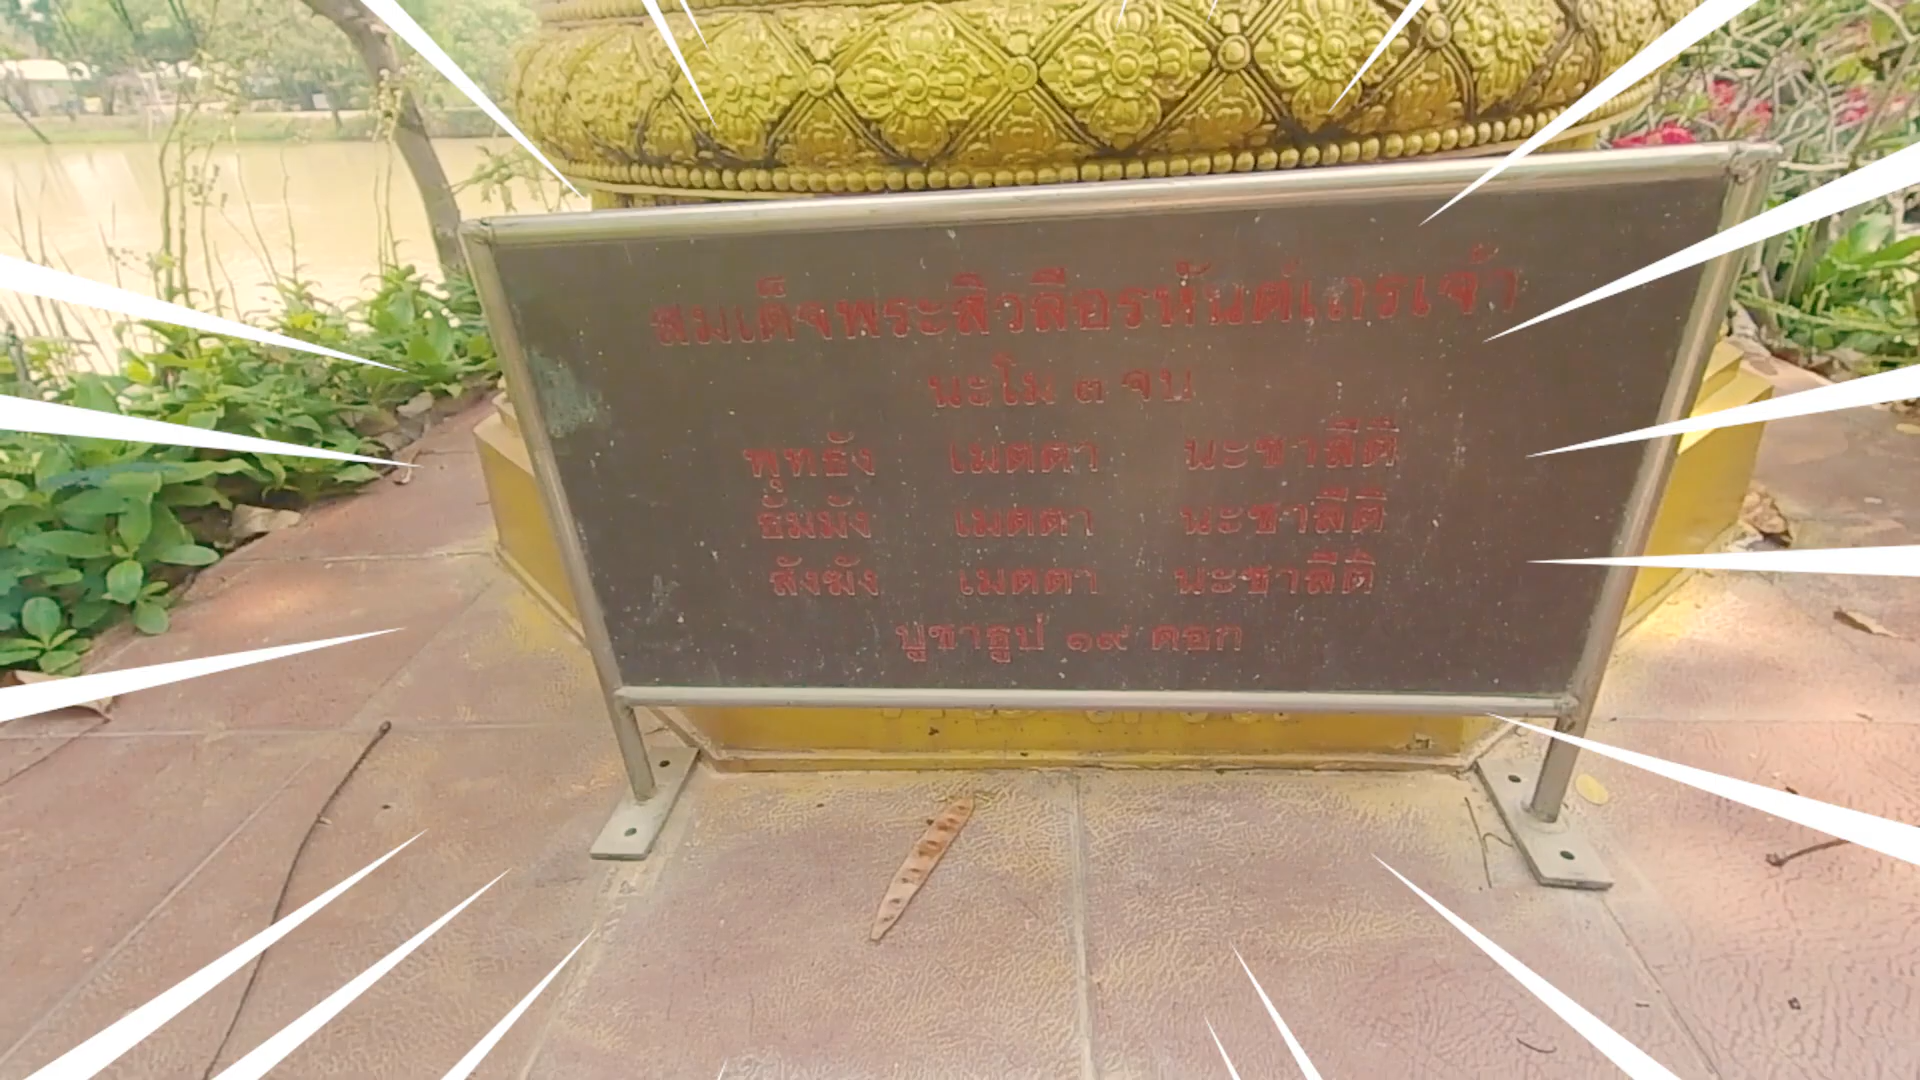 สมเด็จพระสิวลีอรหันต์เถรเจ้า
นะโม ๓ จบ
พุทธัง เมตตา นะชาลีติ
ธัมมัง เมตตา นะชาลีติ
สังฆัง เมตตา นะชาลีติ
บูชาธูป ๑๙ ดอก